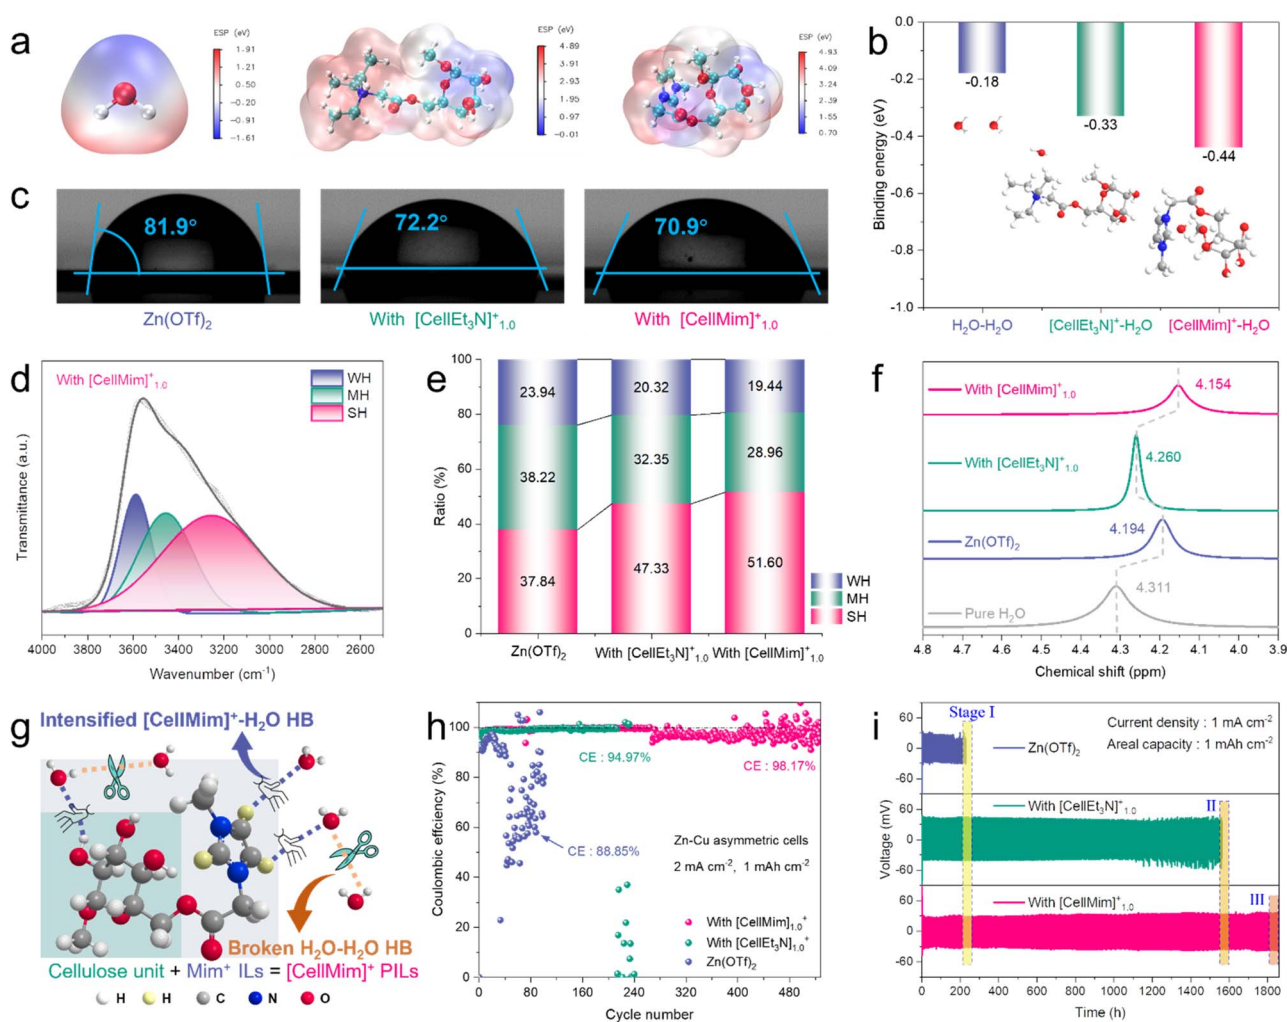 a
ESP (eV)
1.91
1.21
0.50
-0.20
-0.91
-1.61
ESP (eV)
4.89
3.91
2.93
1.95
0.97
-0.01
ESP (eV)
4.93
4.08
3.24
2.39
1.55
0.70
b
Binding energy (eV)
0.0
-0.2
-0.4
-0.6
-0.8
-1.0
-0.18
-0.33
-0.44
H₂O-H₂O
[CellEt₃N]⁺-H₂O
[CellMim]⁺-H₂O
c
81.9°
72.2°
70.9°
Zn(OTf)₂
With [CellEt₃N]⁺₁.₀
With [CellMim]⁺₁.₀
d
With [CellMim]⁺₁.₀
WH
MH
SH
Transmittance (a.u.)
4000 3800 3600 3400 3200 3000 2800 2600
Wavenumber (cm⁻¹)
e
Ratio (%)
100
80
60
40
20
0
23.94
20.32
19.44
38.22
32.35
28.96
37.84
47.33
51.60
WH
MH
SH
Zn(OTf)₂ With [CellEt₃N]⁺₁.₀ With [CellMim]⁺₁.₀
f
With [CellMim]⁺₁.₀
4.154
With [CellEt₃N]⁺₁.₀
4.260
Zn(OTf)₂
4.194
Pure H₂O
4.311
4.8 4.7 4.6 4.5 4.4 4.3 4.2 4.1 4.0 3.9
Chemical shift (ppm)
g
Intensified [CellMim]⁺-H₂O HB
Broken H₂O-H₂O HB
Cellulose unit + Mim⁺ ILs = [CellMim]⁺ PILs
H H C N O
h
Coulombic effciency (%)
100
80
60
40
20
0
CE : 94.97%
CE : 98.17%
CE : 88.85%
Zn-Cu asymmetric cells
2 mA cm⁻², 1 mAh cm⁻²
With [CellMim]₁.₀⁺
With [CellEt₃N]₁.₀⁺
Zn(OTf)₂
0 80 160 240 320 400 480
Cycle number
i
Stage I
Current density : 1 mA cm⁻²
Areal capacity : 1 mAh cm⁻²
Zn(OTf)₂
With [CellEt₃N]⁺₁.₀
II
With [CellMim]⁺₁.₀
III
Voltage (mV)
60
0
-60
60
0
-60
60
0
-60
0 200 400 600 800 1000 1200 1400 1600 1800
Time (h)